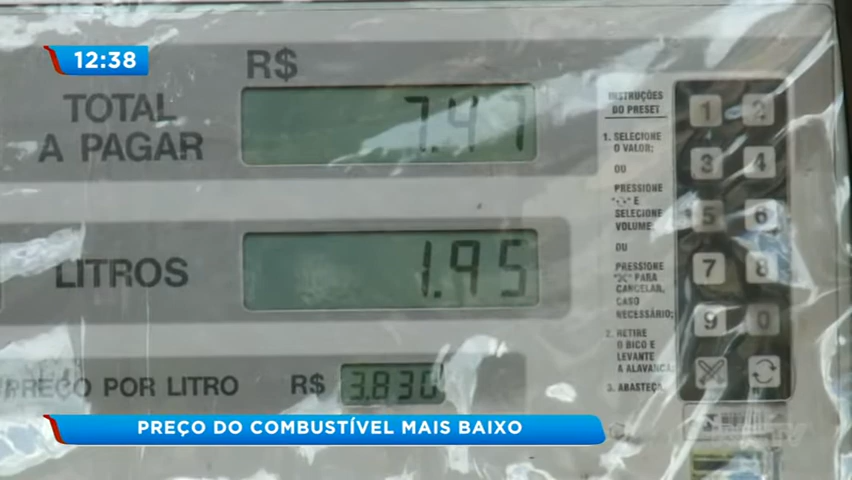 12:38
R$
TOTAL
A PAGAR
7.47
LITROS
1.95
PREÇO POR LITRO R$ 3.830
INSTRUÇÕES
DO PRESET
1. SELECIONE
O VALOR;
OU
PRESSIONE
E
SELECIONE
VOLUME;
OU
PRESSIONE
PARA
CANCELAR,
CASO
NECESSÁRIO;
2. RETIRE
O BICO E
LEVANTE
A ALAVANCA;
3. ABASTEÇA.
1 2
3 4
5 6
7 8
9 0
PREÇO DO COMBUSTÍVEL MAIS BAIXO